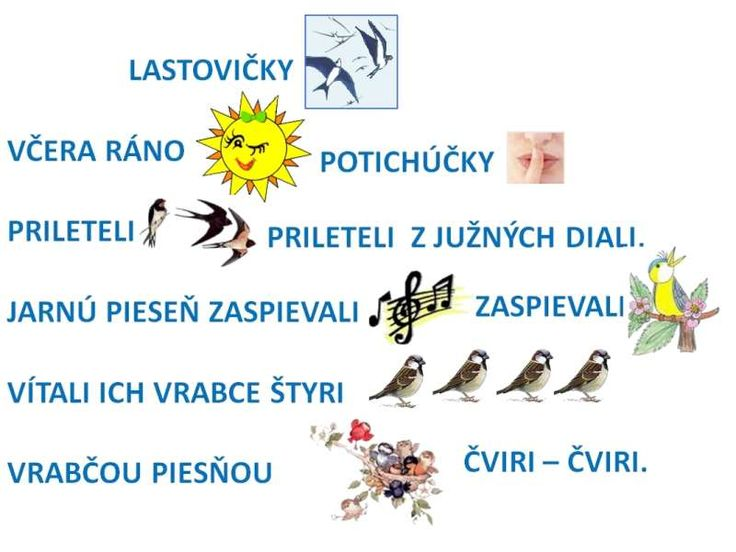 LASTOVIČKY
VČERA RÁNO POTICHÚČKY
PRILETELI PRILETELI Z JUŽNÝCH DIALI.
JARNÚ PIESEŇ ZASPIEVALI ZASPIEVALI
VÍTALI ICH VRABCE ŠTYRI
VRABČOU PIESŇOU ČVIRI – ČVIRI.